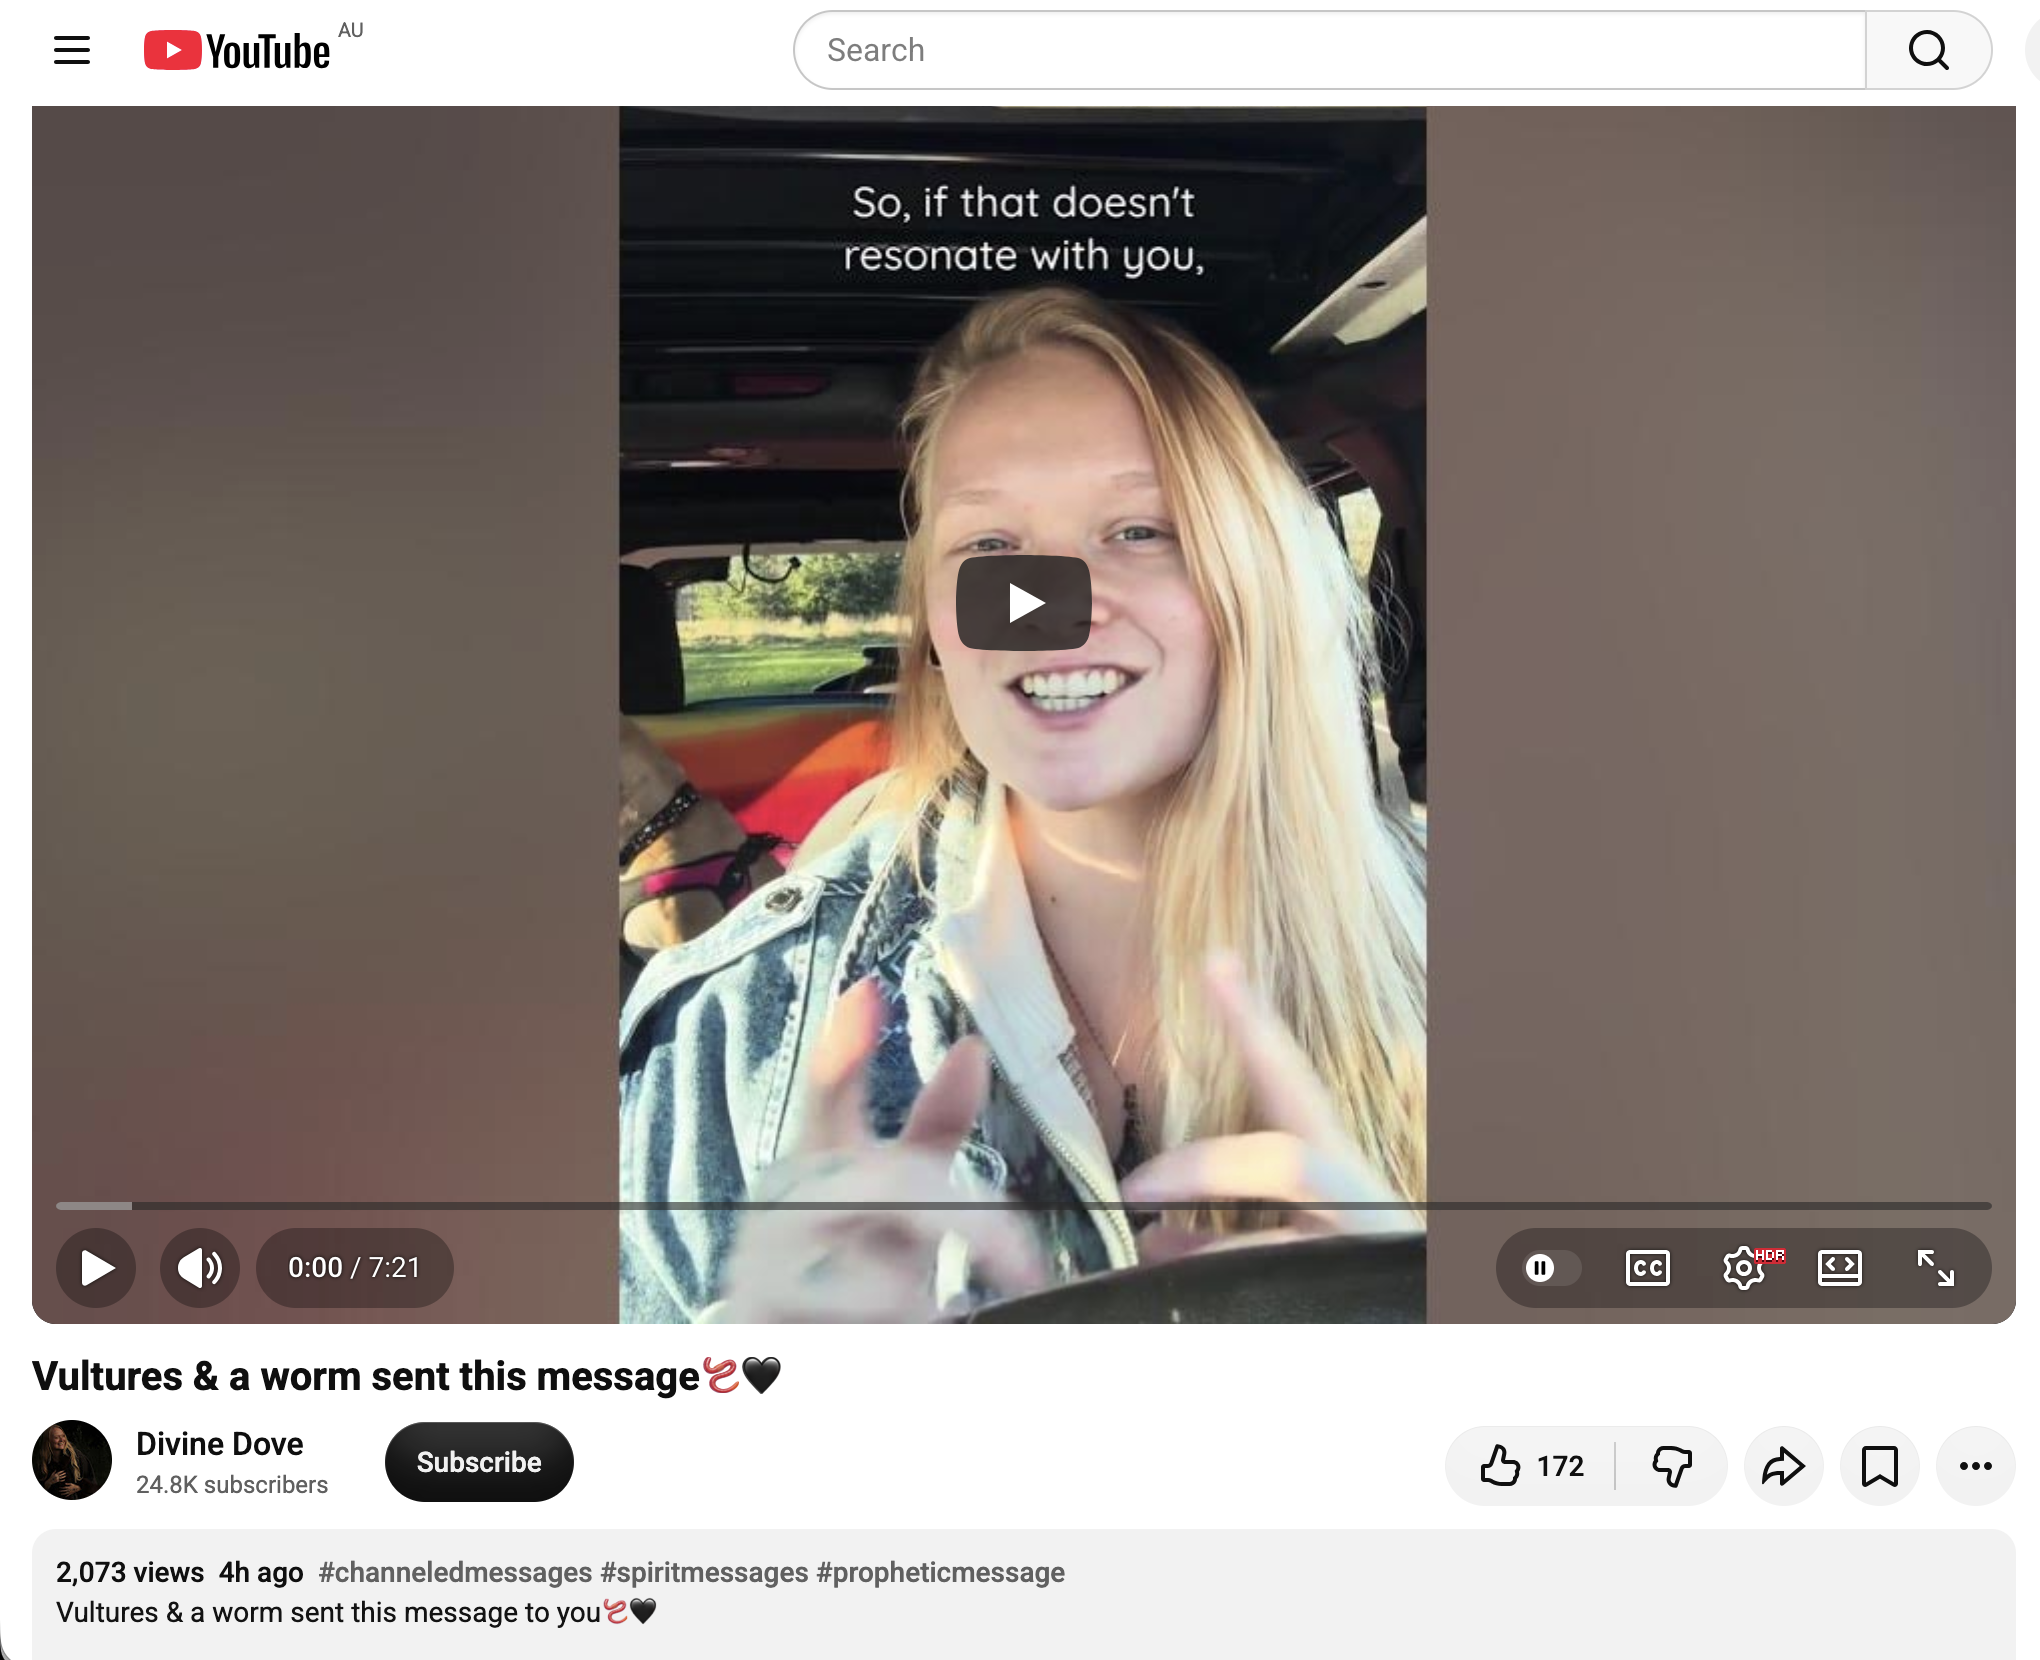 YouTube AU
Search
So, if that doesn't
resonate with you,
0:00 / 7:21
CC
HDR
Vultures & a worm sent this message🪱🖤
Divine Dove
24.8K subscribers
Subscribe
172
2,073 views 4h ago #channeledmessages #spiritmessages #propheticmessage
Vultures & a worm sent this message to you🪱🖤